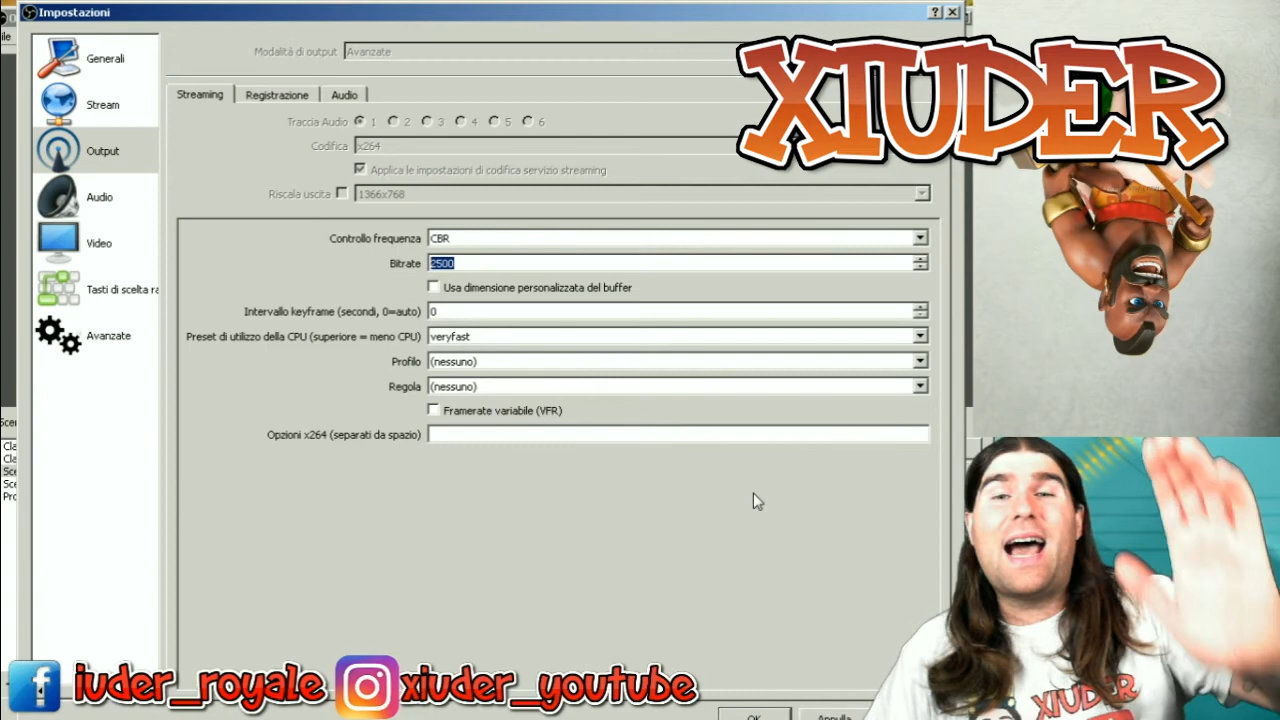 Impostazioni
Generali
Stream
Output
Audio
Video
Tasti di scelta ra
Avanzate
Modalità di output Avanzate
Streaming Registrazione Audio
Traccia Audio 1 2 3 4 5 6
Codifica x264
Applica le impostazioni di codifica servizio streaming
Riscala uscita 1366x768
Controllo frequenza CBR
Bitrate 2500
Usa dimensione personalizzata del buffer
Intervallo keyframe (secondi, 0=auto) 0
Preset di utilizzo della CPU (superiore = meno CPU) veryfast
Profilo (nessuno)
Regola (nessuno)
Framerate variabile (VFR)
Opzioni x264 (separati da spazio)
OK Annulla
XIUDER
iuder_royale xiuder_youtube
XIUDER